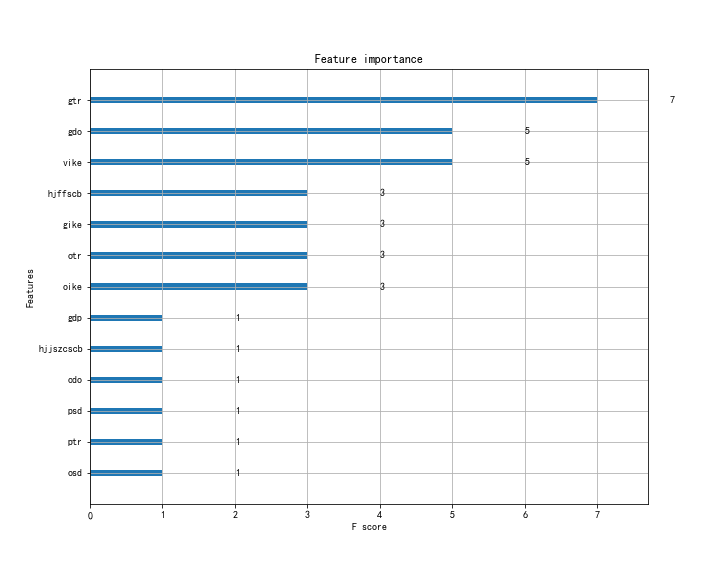 Feature importance
gtr 7
gdo 5
vike 5
hjffscb 3
gike 3
otr 3
oike 3
gdp 1
hjjszcscb 1
odo 1
psd 1
ptr 1
osd 1
Features
0 1 2 3 4 5 6 7
F score